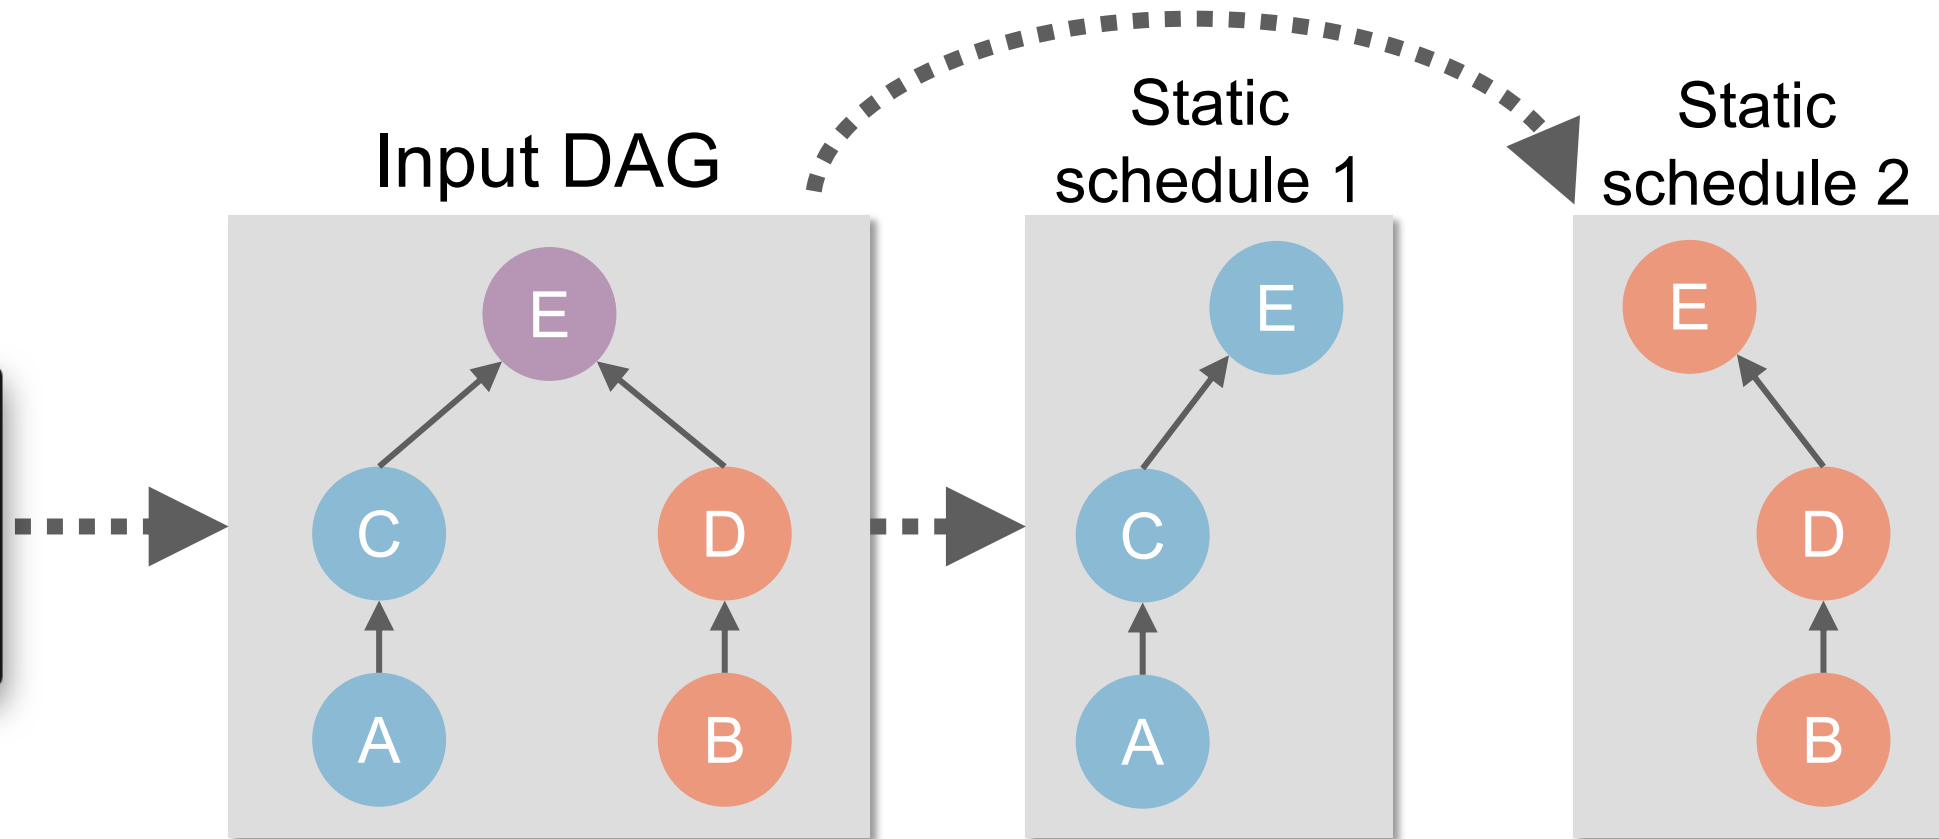 Input DAG
E
C
D
A
B
Static
schedule 1
E
C
A
Static
schedule 2
E
D
B